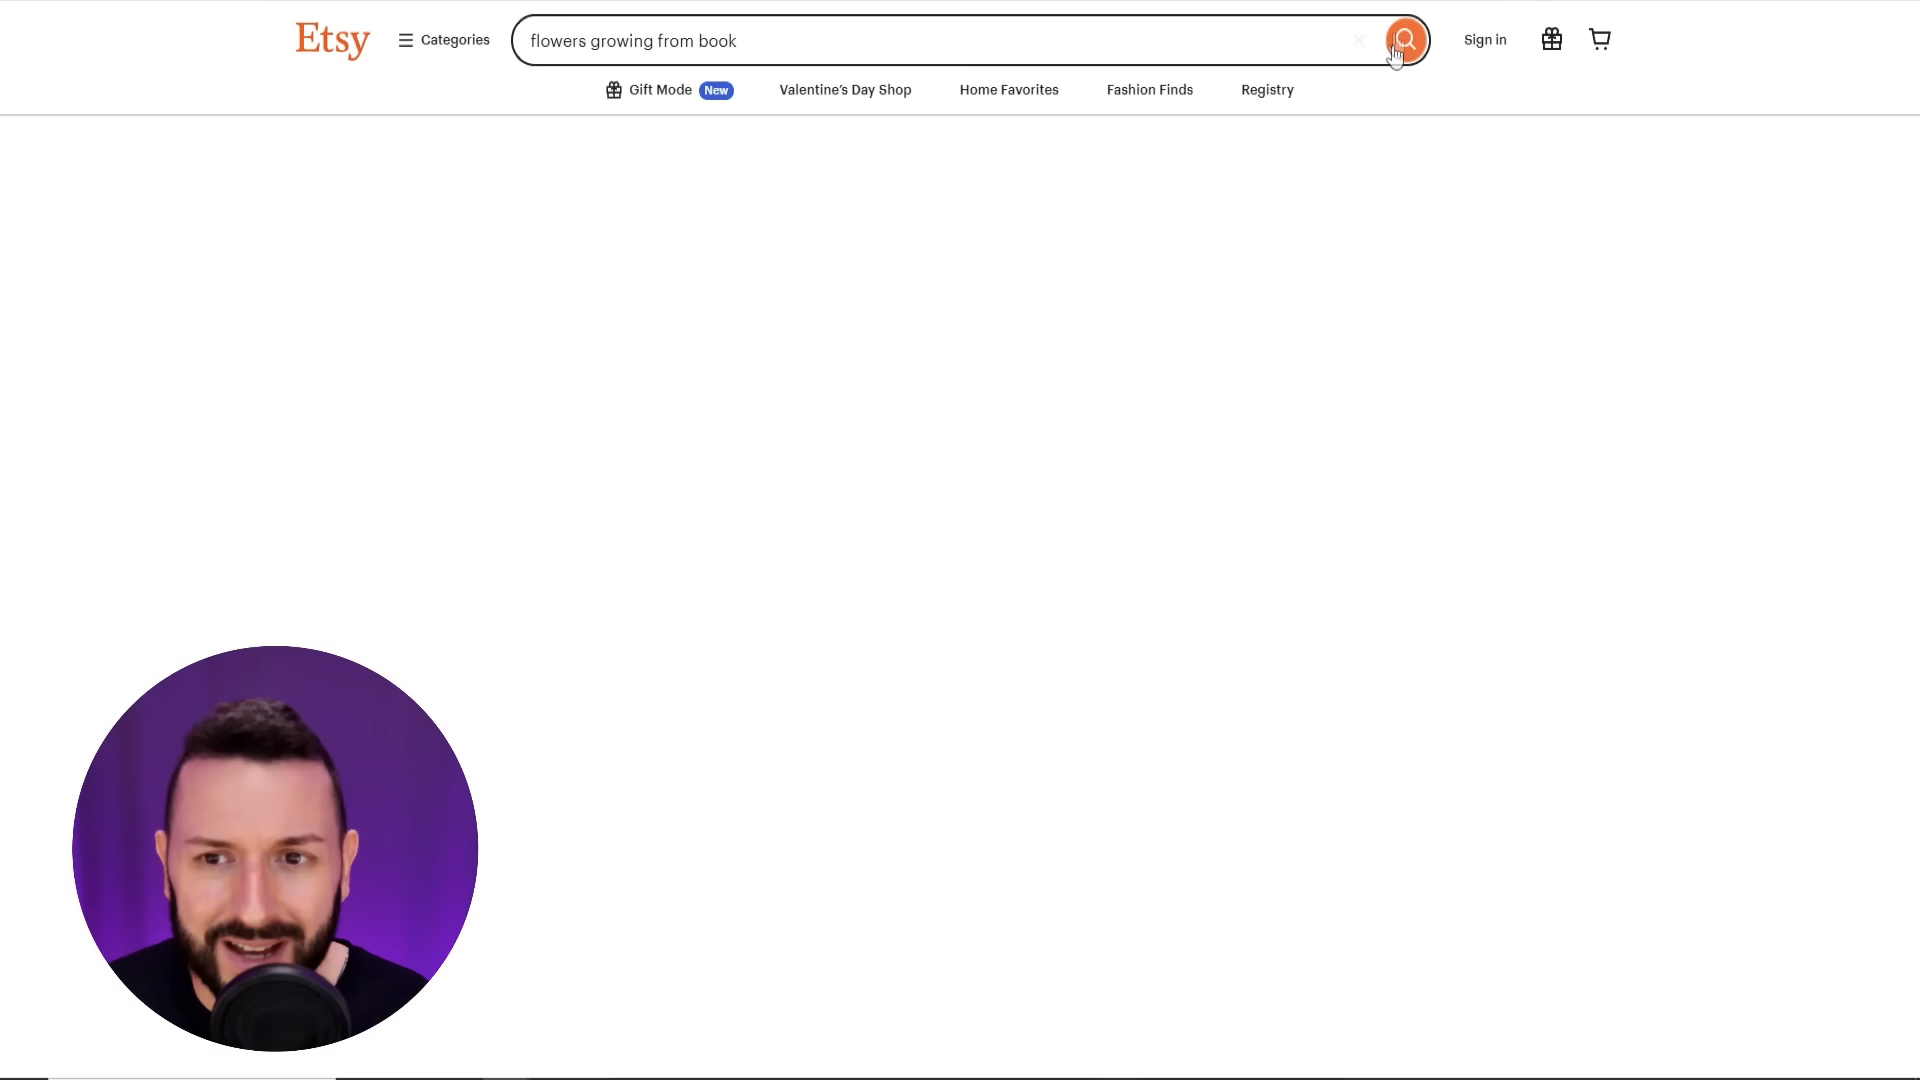 Etsy
Categories
flowers growing from book
Sign in
Gift Mode New
Valentine's Day Shop
Home Favorites
Fashion Finds
Registry